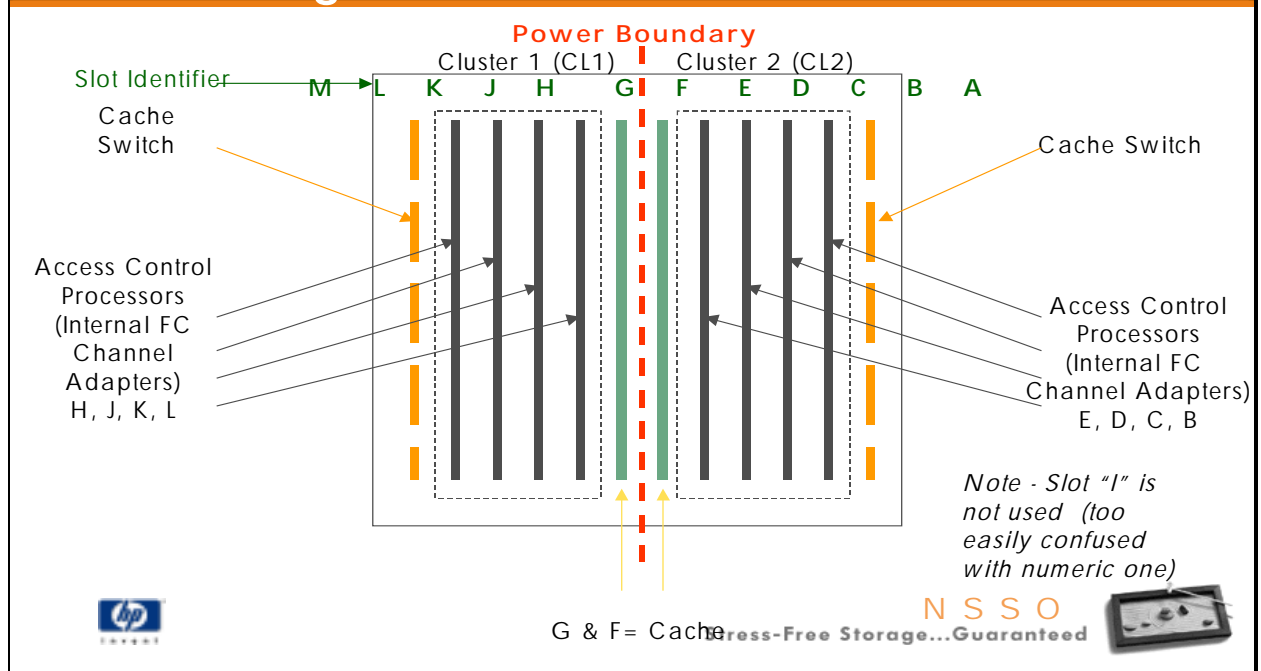 Power Boundary
Cluster 1 (CL1)
Cluster 2 (CL2)
Slot Identifier
M L K J H G F E D C B A
Cache
Switch
Cache Switch
Access Control
Processors
(Internal FC
Channel
Adapters)
H, J, K, L
Access Control
Processors
(Internal FC
Channel Adapters)
E, D, C, B
Note - Slot "I" is
not used (too
easily confused
with numeric one)
G & F= Cache
NSSO
Stress-Free Storage...Guaranteed
hp
invent